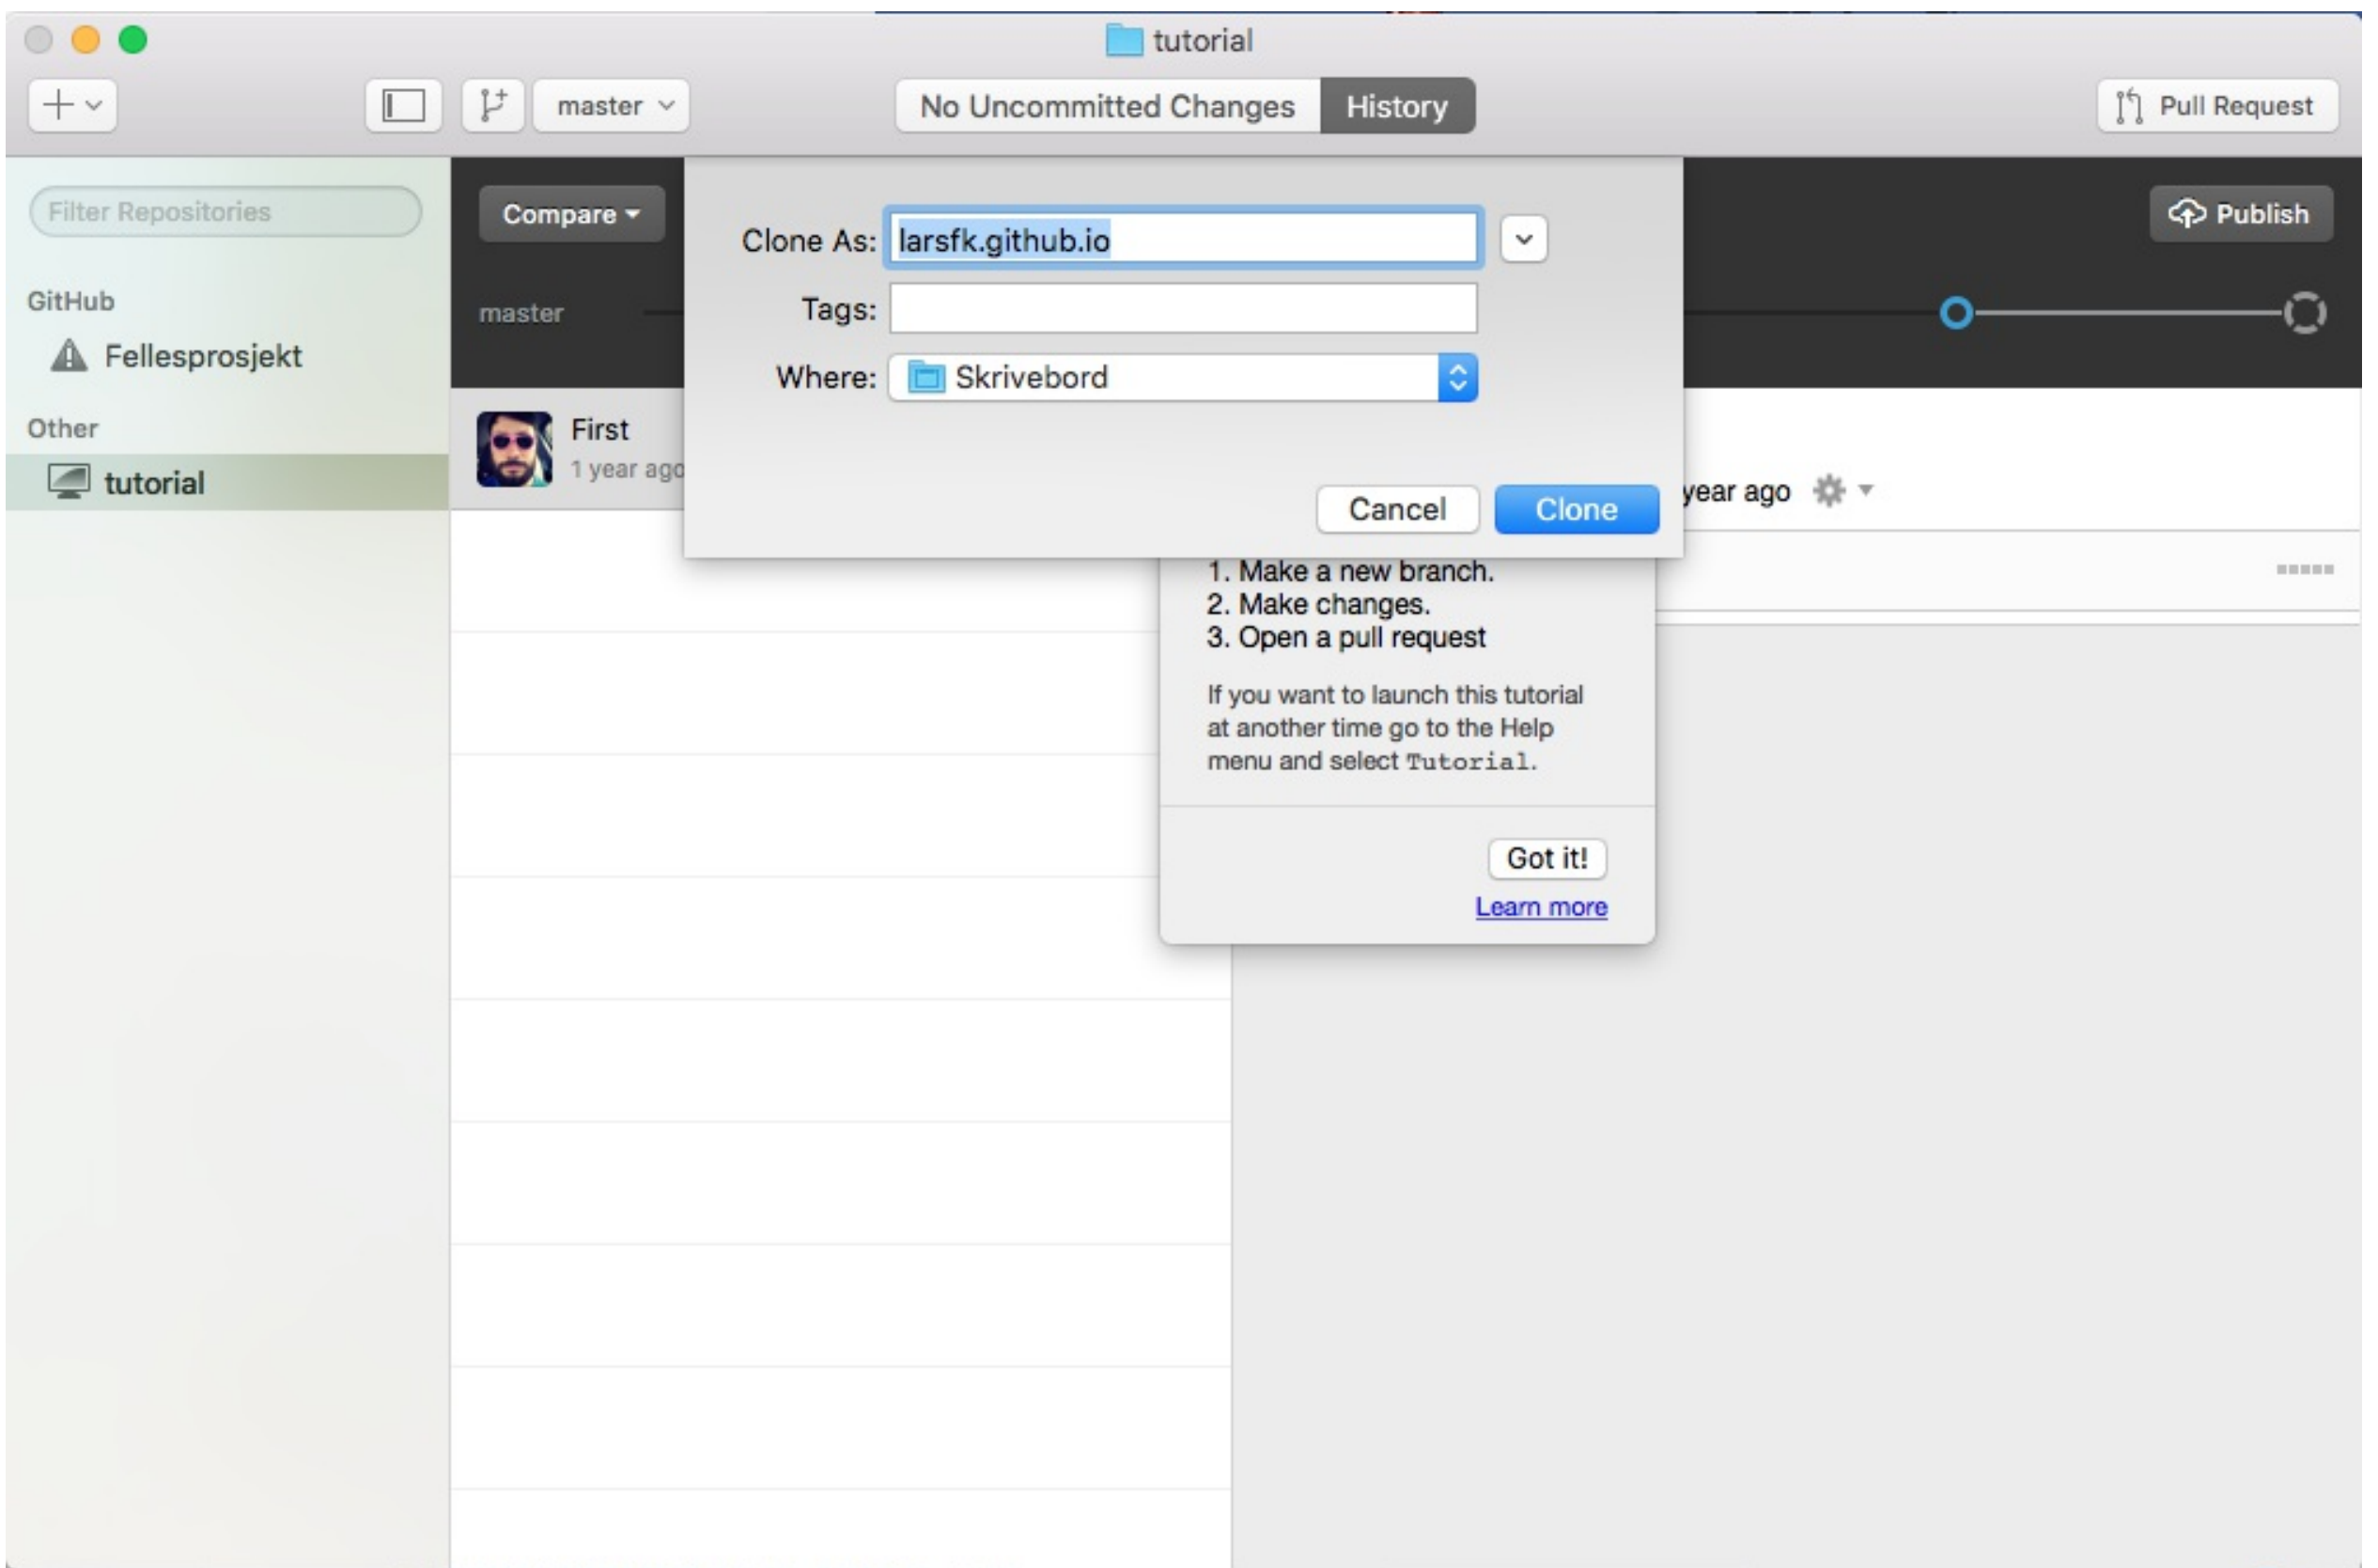 tutorial
master
No Uncommitted Changes
History
Pull Request
Filter Repositories
GitHub
Fellesprosjekt
Other
tutorial
Compare
Publish
master
First
1 year ago
Clone As: larsfk.github.io
Tags:
Where: Skrivebord
Cancel
Clone
year ago
1. Make a new branch.
2. Make changes.
3. Open a pull request
If you want to launch this tutorial
at another time go to the Help
menu and select Tutorial.
Got it!
Learn more